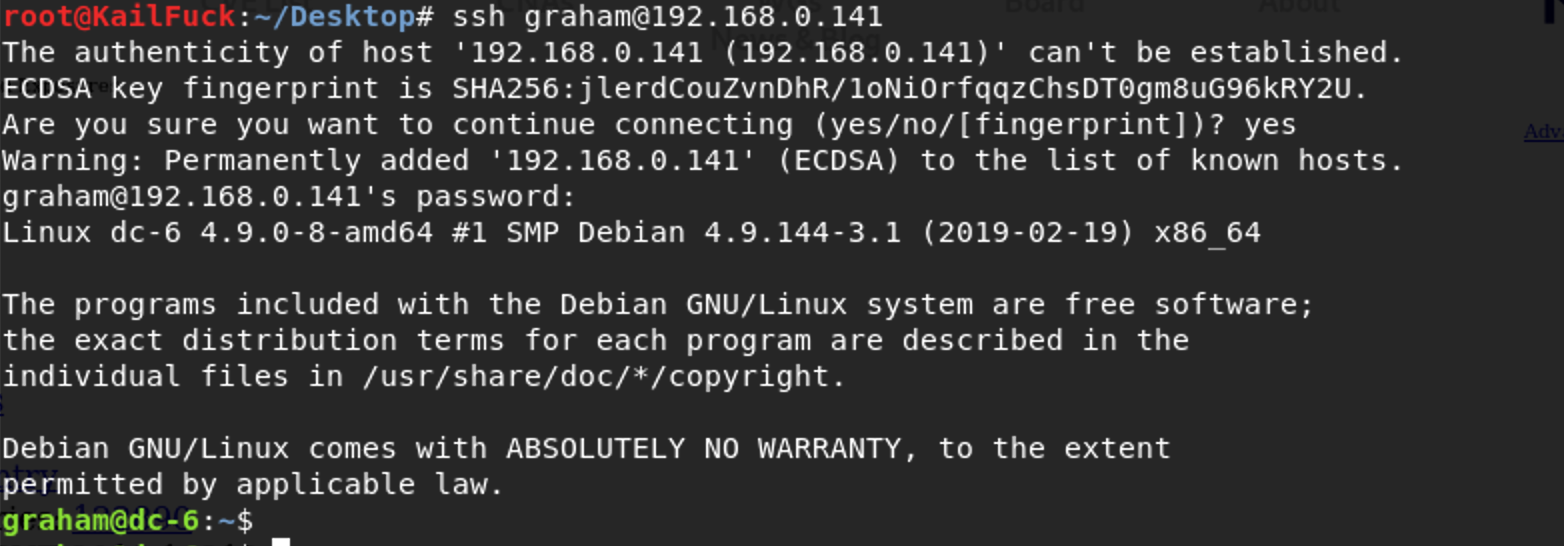 Board
About
root@KailFuck:~/Desktop# ssh graham@192.168.0.141
News & Blog
The authenticity of host '192.168.0.141 (192.168.0.141)' can't be established.
ECDSA key fingerprint is SHA256:jlerdCouZvnDhR/1oNiOrfqqzChsDT0gm8uG96kRY2U.
Are you sure you want to continue connecting (yes/no/[fingerprint])? yes
Adv
Warning: Permanently added '192.168.0.141' (ECDSA) to the list of known hosts.
graham@192.168.0.141's password:
Linux dc-6 4.9.0-8-amd64 #1 SMP Debian 4.9.144-3.1 (2019-02-19) x86_64
The programs included with the Debian GNU/Linux system are free software;
the exact distribution terms for each program are described in the
individual files in /usr/share/doc/*/copyright.
Debian GNU/Linux comes with ABSOLUTELY NO WARRANTY, to the extent
permitted by applicable law.
graham@dc-6:~$